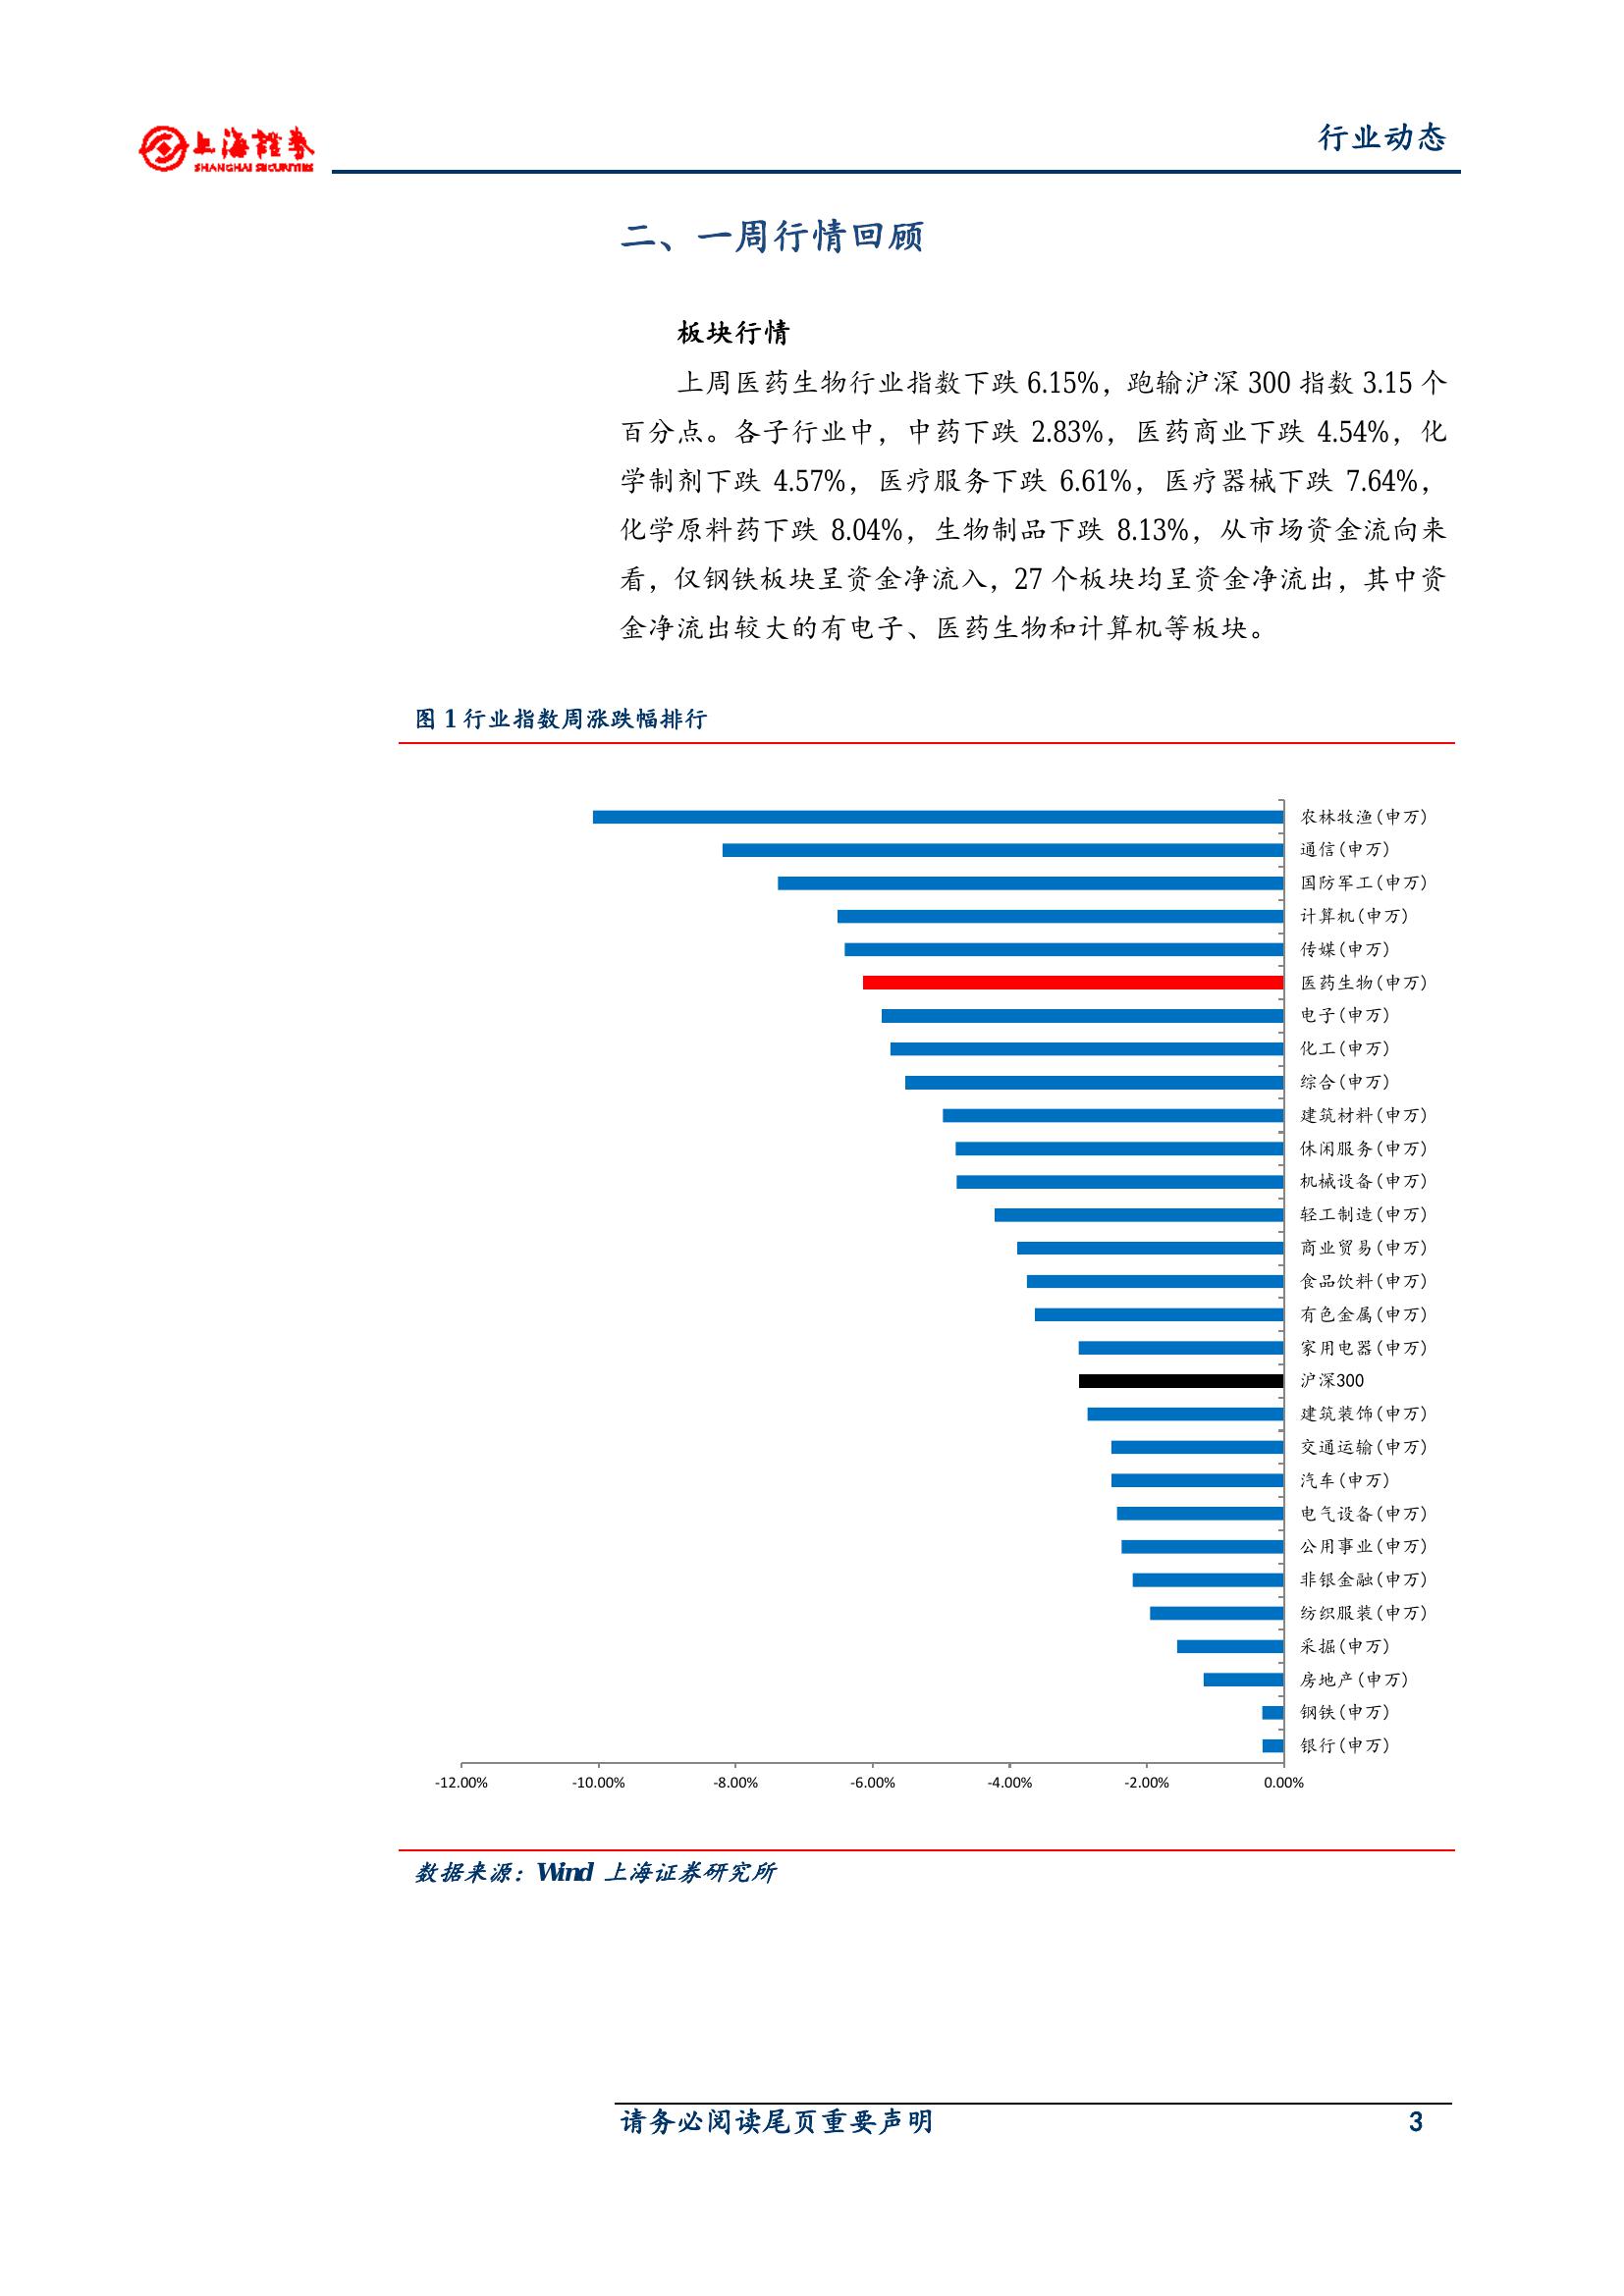 上海證券
SHANGHAI SECURITIES
行业动态
二、一周行情回顾
板块行情
上周医药生物行业指数下跌 6.15%，跑输沪深 300 指数 3.15 个
百分点。各子行业中，中药下跌 2.83%，医药商业下跌 4.54%，化
学制剂下跌 4.57%，医疗服务下跌 6.61%，医疗器械下跌 7.64%，
化学原料药下跌 8.04%，生物制品下跌 8.13%，从市场资金流向来
看，仅钢铁板块呈资金净流入，27 个板块均呈资金净流出，其中资
金净流出较大的有电子、医药生物和计算机等板块。
图 1 行业指数周涨跌幅排行
农林牧渔(申万)
通信(申万)
国防军工(申万)
计算机(申万)
传媒(申万)
医药生物(申万)
电子(申万)
化工(申万)
综合(申万)
建筑材料(申万)
休闲服务(申万)
机械设备(申万)
轻工制造(申万)
商业贸易(申万)
食品饮料(申万)
有色金属(申万)
家用电器(申万)
沪深300
建筑装饰(申万)
交通运输(申万)
汽车(申万)
电气设备(申万)
公用事业(申万)
非银金融(申万)
纺织服装(申万)
采掘(申万)
房地产(申万)
钢铁(申万)
银行(申万)
-12.00% -10.00% -8.00% -6.00% -4.00% -2.00% 0.00%
数据来源：Wind 上海证券研究所
请务必阅读尾页重要声明 3